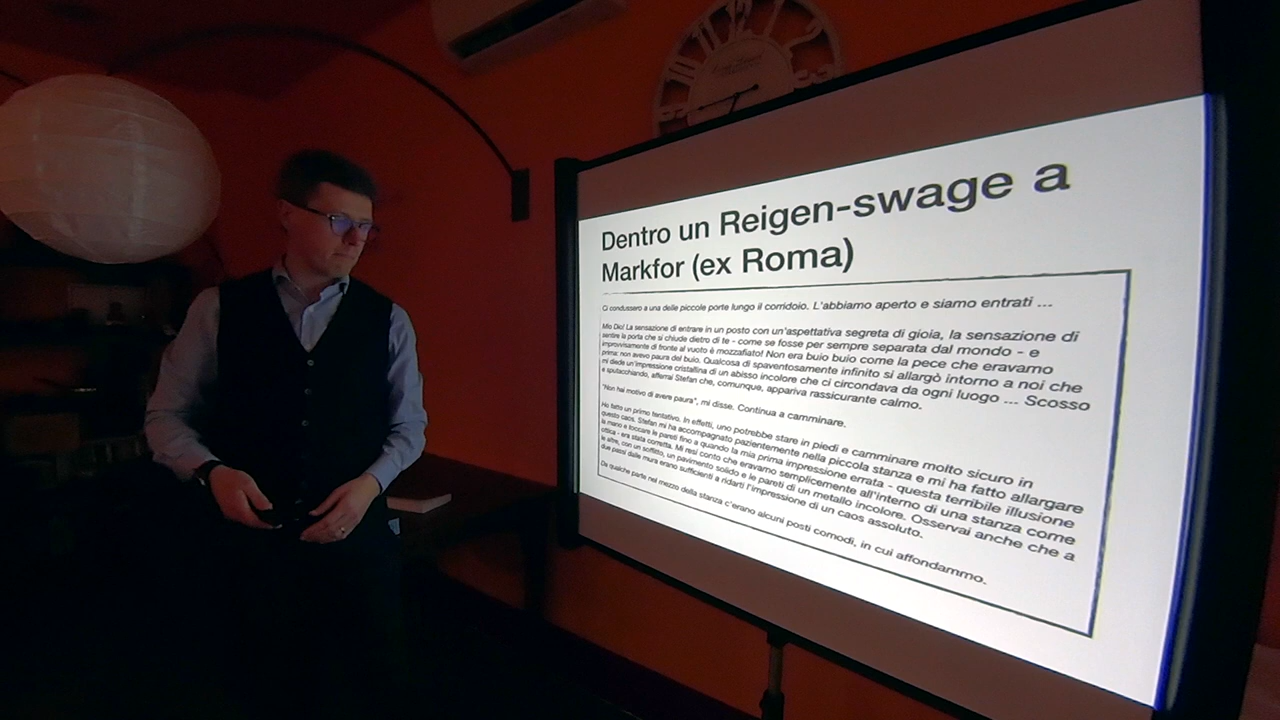 Dentro un Reigen-swage a
Markfor (ex Roma)
Ci condussero a una delle piccole porte lungo il corridoio. L'abbiamo aperto e siamo entrati ...
Mio Dio! La sensazione di entrare in un posto con un'aspettativa segreta di gioia, la sensazione di
sentire la porta che si chiude dietro di te - come se fosse per sempre separata dal mondo - e
improvvisamente di fronte al vuoto è mozzafiato! Non era buio buio come la pece che eravamo
prima: non avevo paura del buio. Qualcosa di spaventosamente infinito si allargò intorno a noi che
mi diede un'impressione cristallina di un abisso incolore che ci circondava da ogni luogo ... Scosso
e sputacchiando, afferrai Stefan che, comunque, appariva rassicurante calmo.
"Non hai motivo di avere paura", mi disse. Continua a camminare.
Ho fatto un primo tentativo. In effetti, uno potrebbe stare in piedi e camminare molto sicuro in
questo caos. Stefan mi ha accompagnato pazientemente nella piccola stanza e mi ha fatto allargare
la mano e toccare le pareti fino a quando la mia prima impressione errata - questa terribile illusione
ottica - era stata corretta. Mi resi conto che eravamo semplicemente all'interno di una stanza come
le altre, con un soffitto, un pavimento solido e le pareti di un metallo incolore. Osservai anche che a
due passi dalle mura erano sufficienti a ridarti l'impressione di un caos assoluto.
Da qualche parte nel mezzo della stanza c'erano alcuni posti comodi, in cui affondammo.